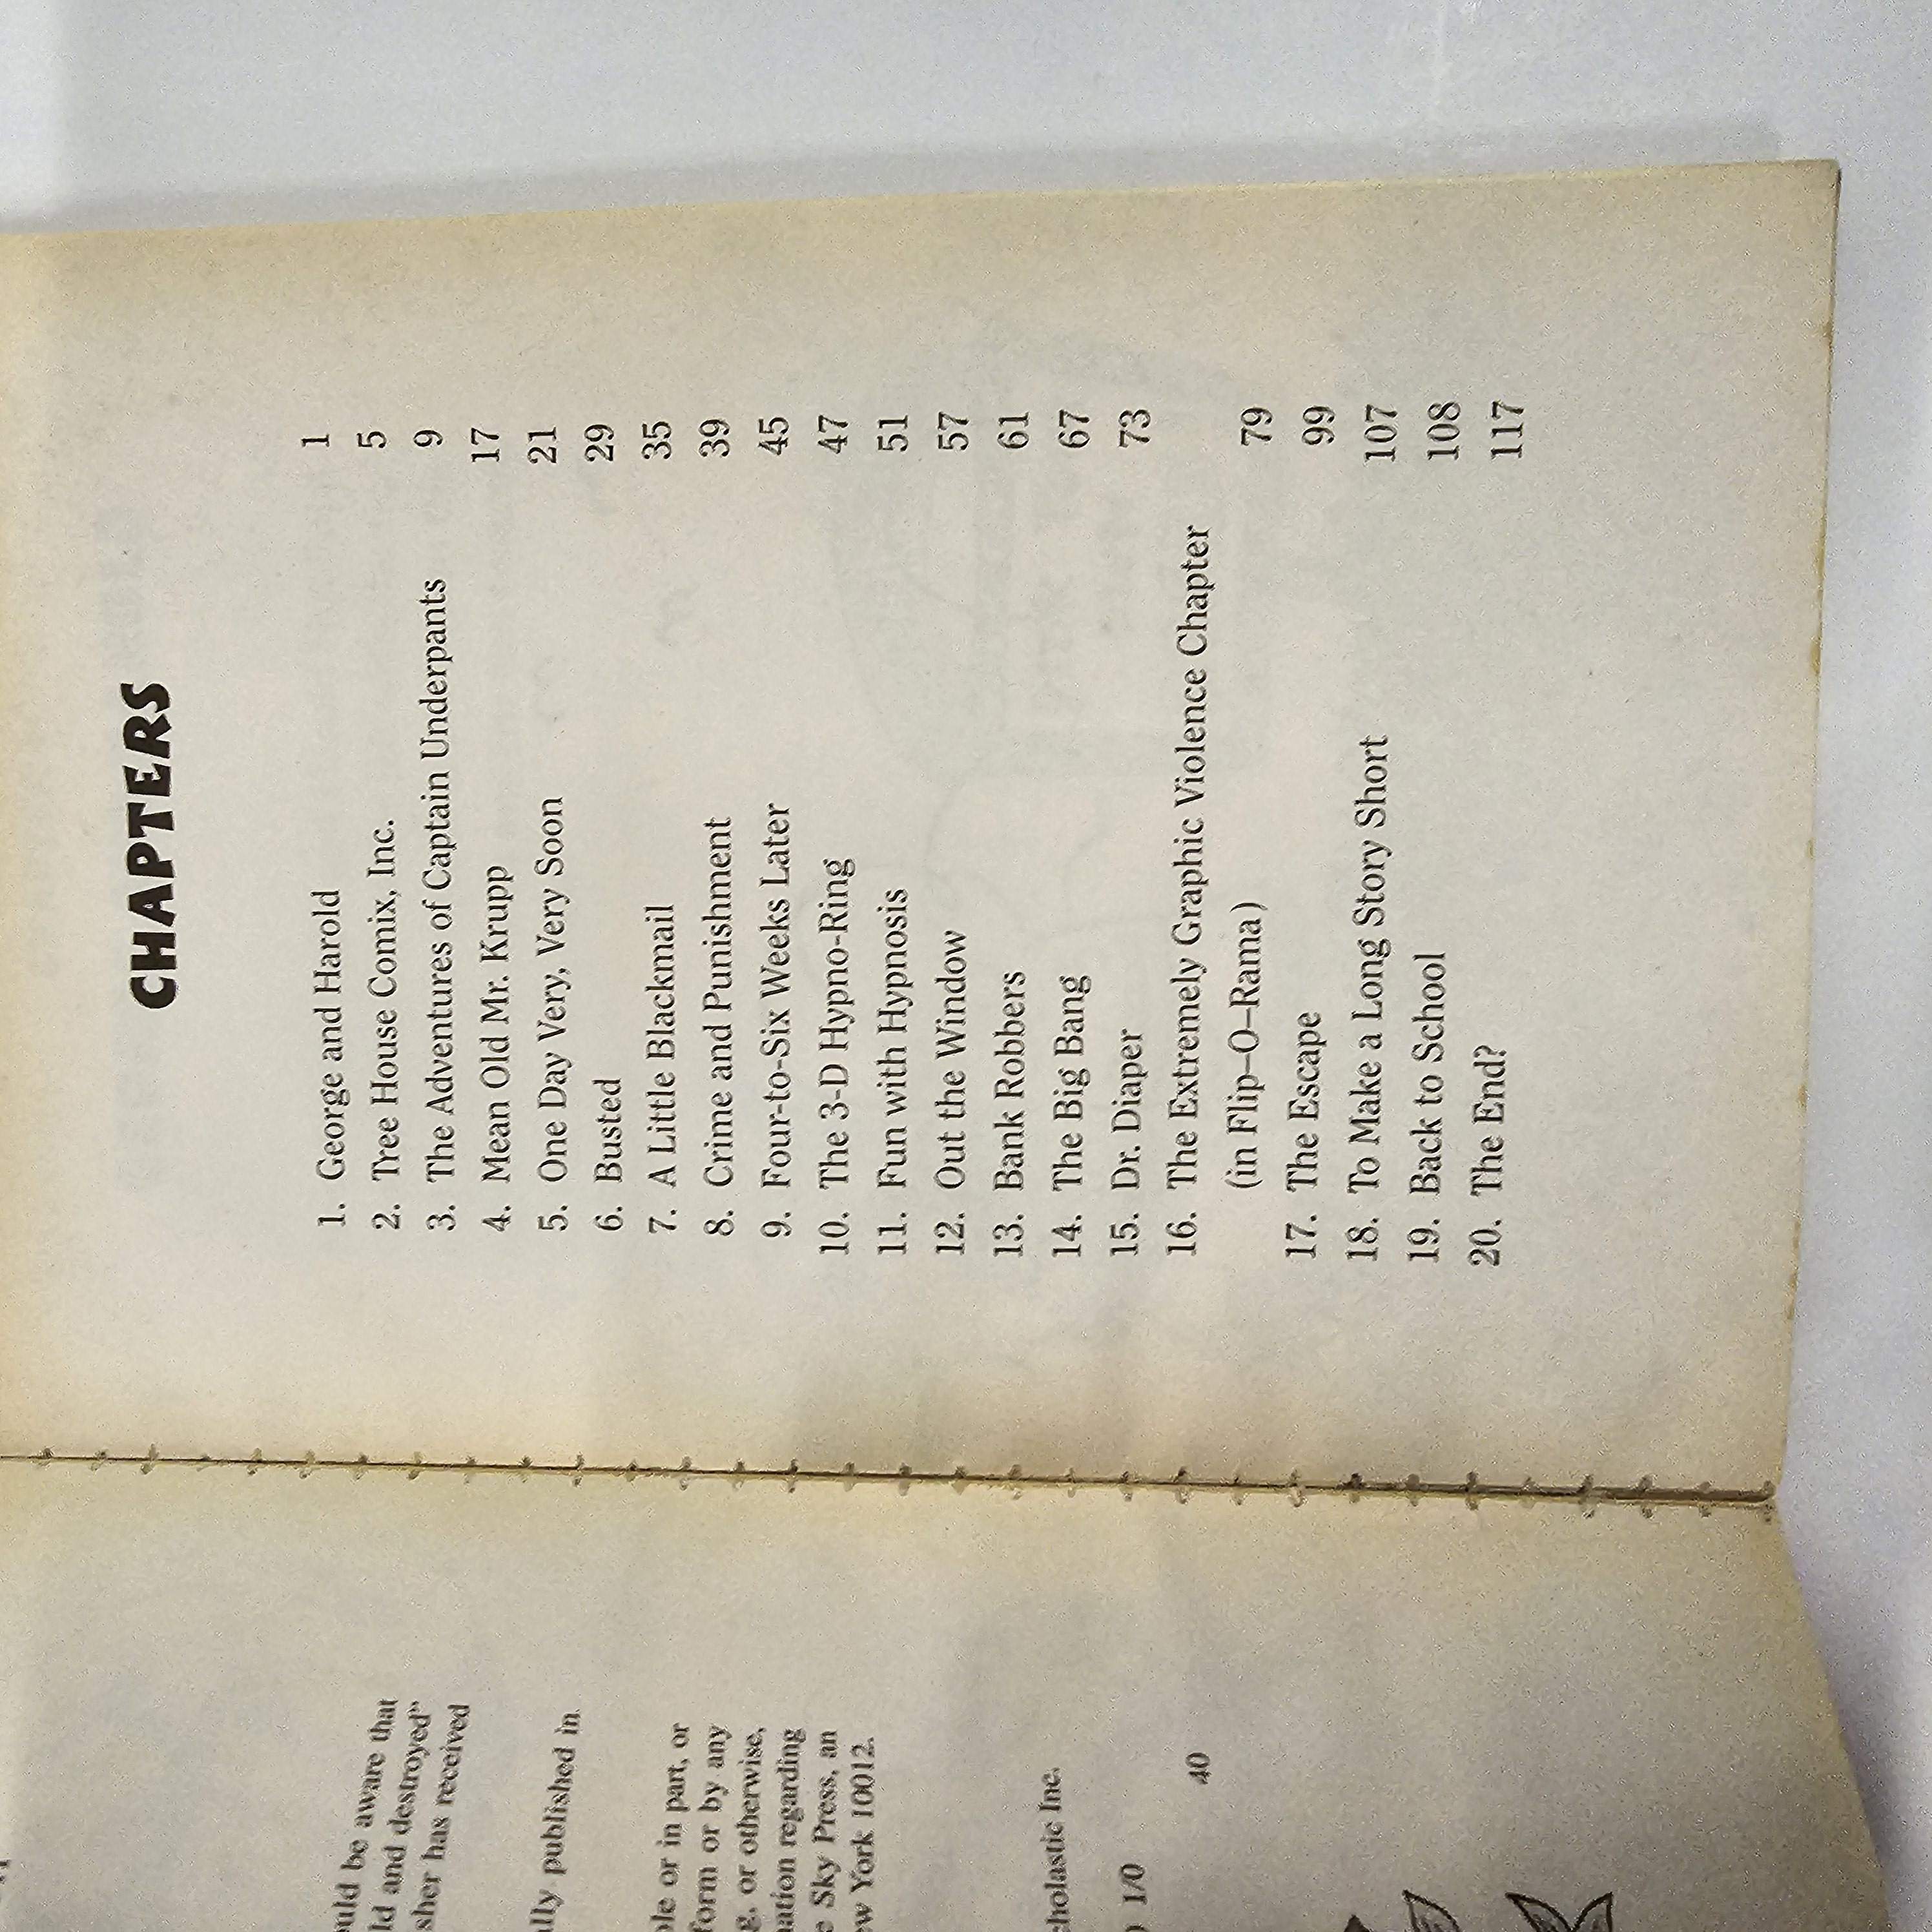 ould be aware that
ld and destroyed"
sher has received
ally published in
ole or in part, or
form or by any
g, or otherwise,
mation regarding
e Sky Press, an
ew York 10012.
cholastic Inc.
1/0
40
CHAPTERS
1. George and Harold 1
2. Tree House Comix, Inc. 5
3. The Adventures of Captain Underpants 9
4. Mean Old Mr. Krupp 17
5. One Day Very, Very Soon 21
6. Busted 29
7. A Little Blackmail 35
8. Crime and Punishment 39
9. Four-to-Six Weeks Later 45
10. The 3-D Hypno-Ring 47
11. Fun with Hypnosis 51
12. Out the Window 57
13. Bank Robbers 61
14. The Big Bang 67
15. Dr. Diaper 73
16. The Extremely Graphic Violence Chapter
(in Flip–O–Rama) 79
17. The Escape 99
18. To Make a Long Story Short 107
19. Back to School 108
20. The End? 117